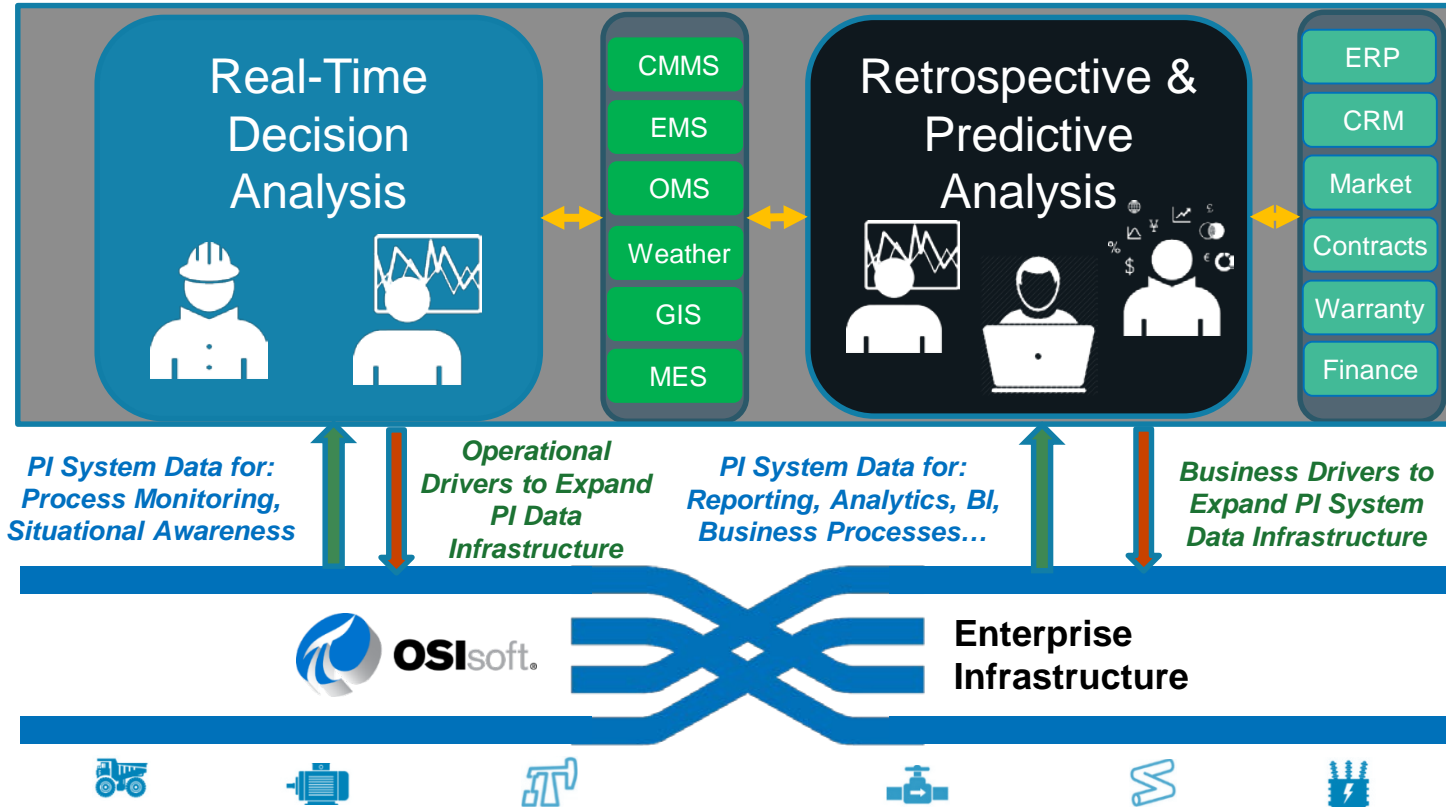 Real-Time
Decision
Analysis
CMMS
EMS
OMS
Weather
GIS
MES
Retrospective &
Predictive
Analysis
% $ ¥ £ €
ERP
CRM
Market
Contracts
Warranty
Finance
PI System Data for:
Process Monitoring,
Situational Awareness
Operational
Drivers to Expand
PI Data
Infrastructure
PI System Data for:
Reporting, Analytics, BI,
Business Processes…
Business Drivers to
Expand PI System
Data Infrastructure
OSIsoft®
Enterprise
Infrastructure